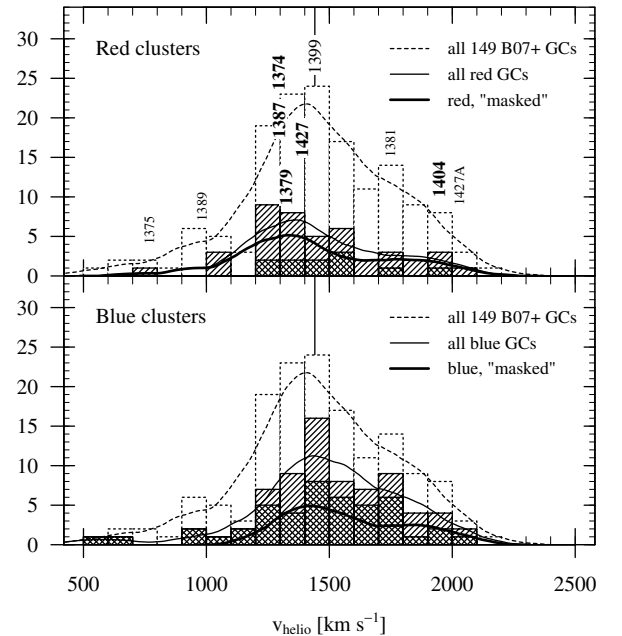 Red clusters
all 149 B07+ GCs
all red GCs
red, "masked"
1375
1389
1387
1374
1379
1427
1399
1381
1404
1427A
30
25
20
15
10
5
0
Blue clusters
all 149 B07+ GCs
all blue GCs
blue, "masked"
30
25
20
15
10
5
0
500 1000 1500 2000 2500
v_helio [km s⁻¹]